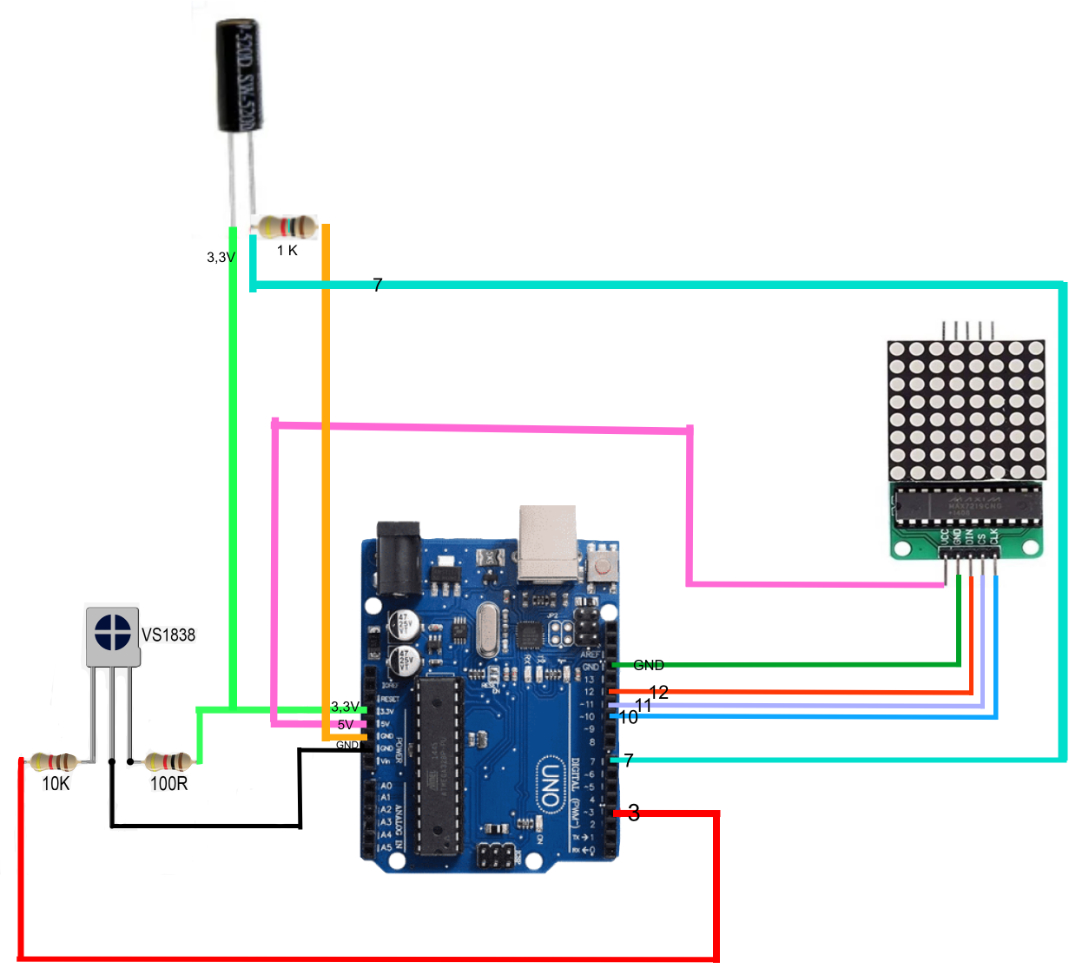 -520D SW-520D
3,3V
1 K
7
VCC
GND
DIN
CS
CLK
VS1838
10K
100R
3,3V
5V
GND
RESET
3.3V
5V
GND
GND
Vin
POWER
A0
A1
A2
A3
A4
A5
ANALOG IN
UNO
DIGITAL (PWM~)
ON
ICSP
JP2
AREF
GND
13
12
~11
~10
~9
8
7
~6
~5
4
~3
2
TX→1
RX←0
GND
12
11
10
7
3